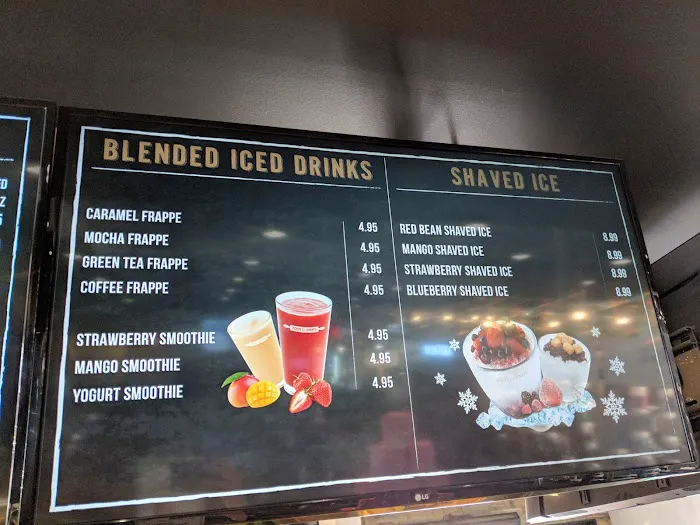 BLENDED ICED DRINKS
CARAMEL FRAPPE 4.95
MOCHA FRAPPE 4.95
GREEN TEA FRAPPE 4.95
COFFEE FRAPPE 4.95
STRAWBERRY SMOOTHIE 4.95
MANGO SMOOTHIE 4.95
YOGURT SMOOTHIE 4.95
SHAVED ICE
RED BEAN SHAVED ICE 8.99
MANGO SHAVED ICE 8.99
STRAWBERRY SHAVED ICE 8.99
BLUEBERRY SHAVED ICE 8.99
LG